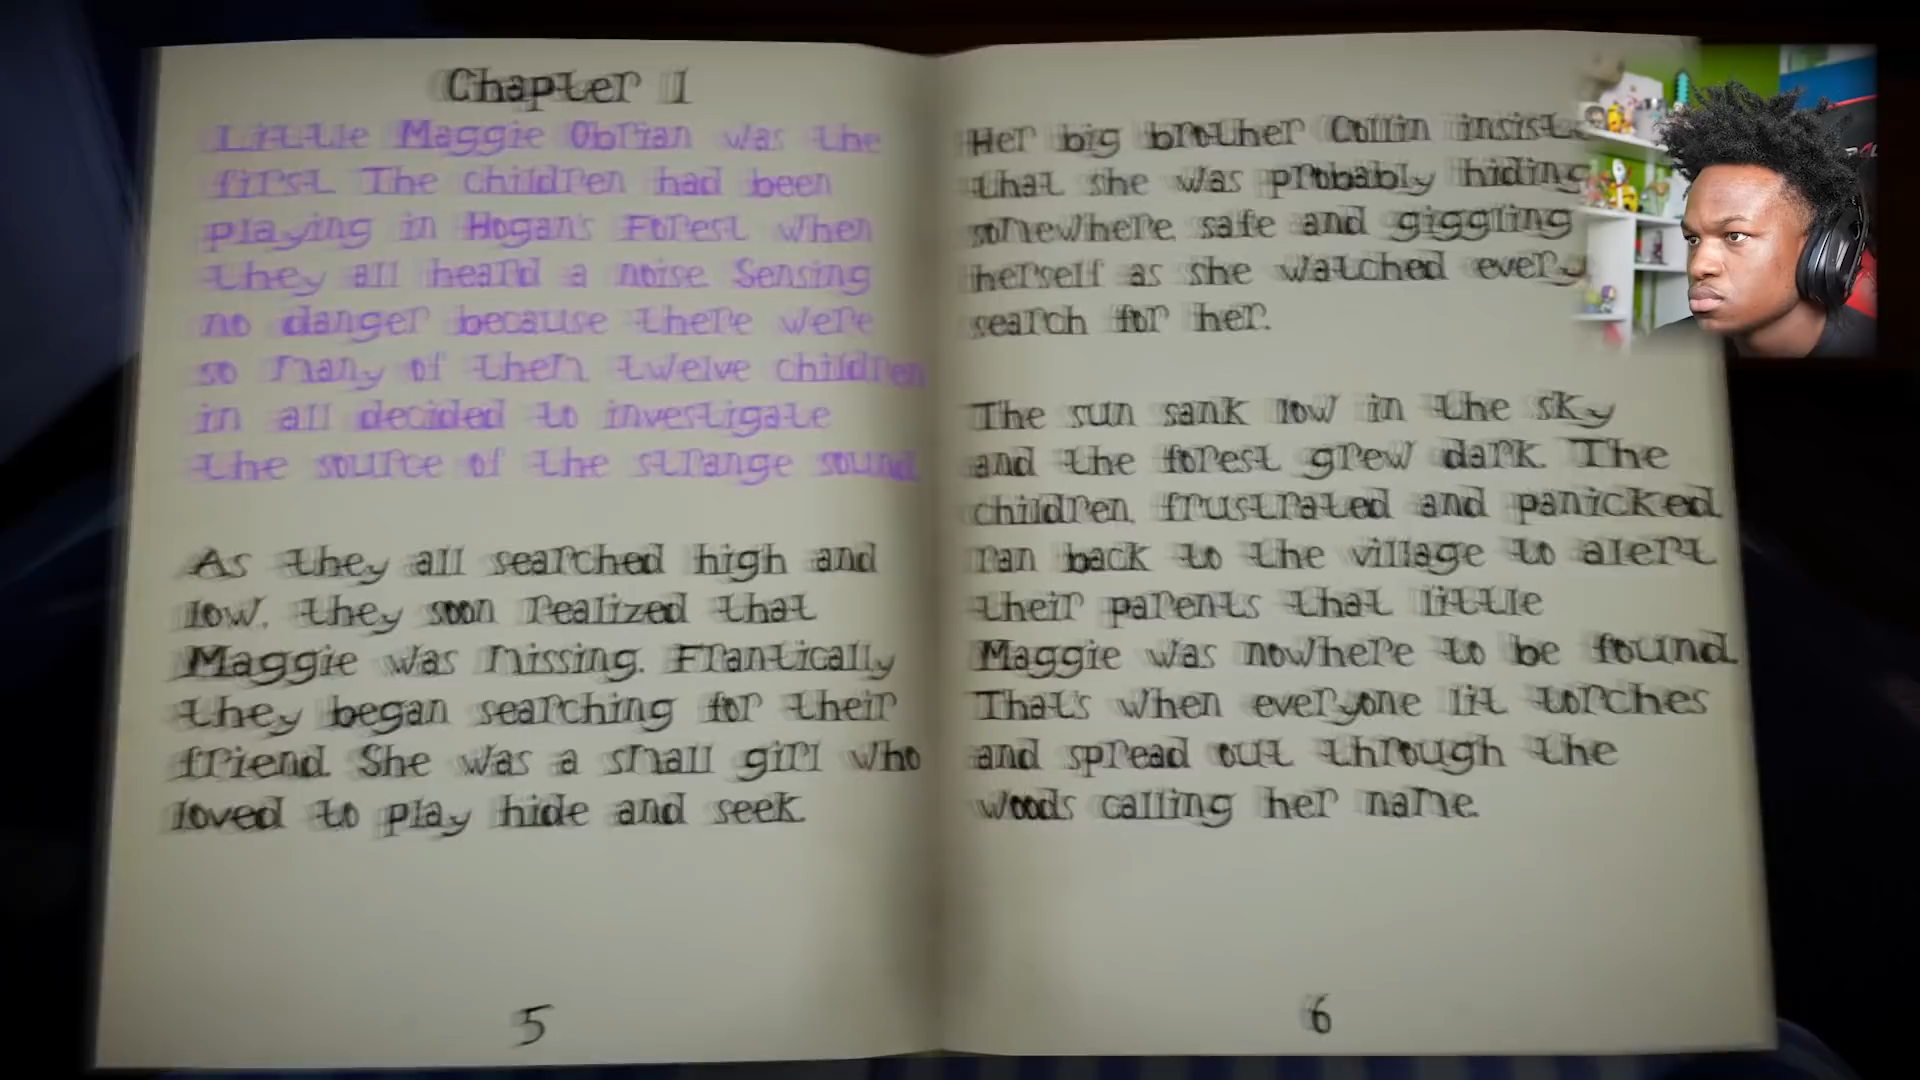 Chapter 1
Little Maggie Obrian was the
first. The children had been
playing in Hogan's Forest when
they all heard a noise. Sensing
no danger because there were
so many of them, twelve children
in all decided to investigate
the source of the strange sound.
As they all searched high and
low, they soon realized that
Maggie was missing. Frantically
they began searching for their
friend. She was a small girl who
loved to play hide and seek.
5
Her big brother Collin
that she was probably hiding
somewhere safe and giggling
herself as she watched every
search for her.
The sun sank low in the sky
and the forest grew dark. The
children, frustrated and panicked
ran back to the village to alert
their parents that little
Maggie was nowhere to be found.
That's when everyone lit torches
and spread out through the
woods calling her name.
6